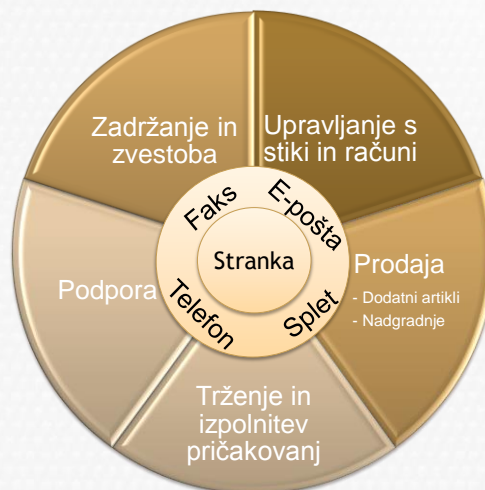 Zadržanje in
zvestoba
Upravljanje s
stiki in računi
Faks
E-pošta
Stranka
Prodaja
- Dodatni artikli
- Nadgradnje
Podpora
Telefon
Splet
Trženje in
izpolnitev
pričakovanj